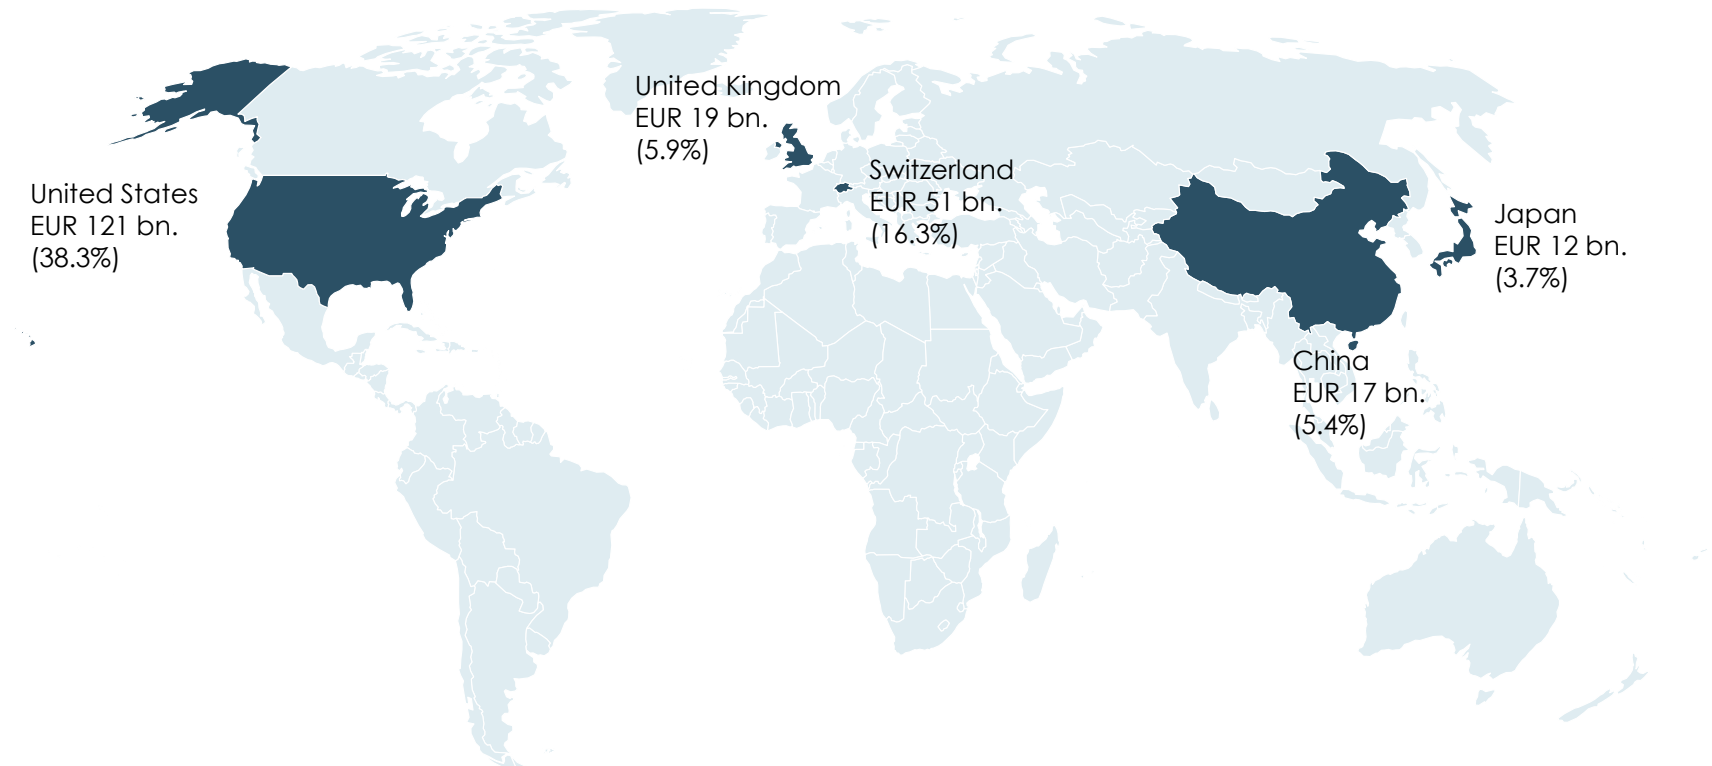 United Kingdom
EUR 19 bn.
(5.9%)
Switzerland
EUR 51 bn.
(16.3%)
United States
EUR 121 bn.
(38.3%)
Japan
EUR 12 bn.
(3.7%)
China
EUR 17 bn.
(5.4%)